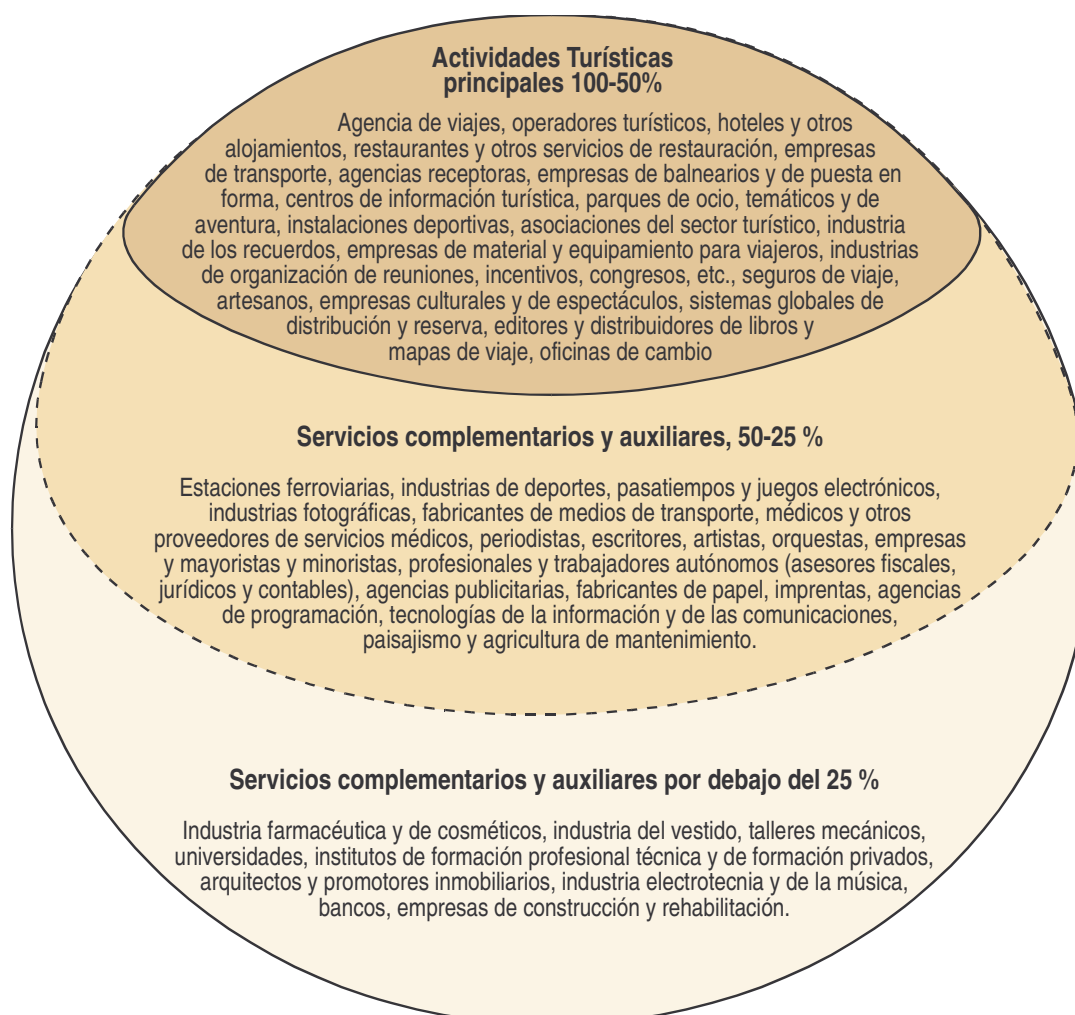 Actividades Turísticas
principales 100-50%
Agencia de viajes, operadores turísticos, hoteles y otros
alojamientos, restaurantes y otros servicios de restauración, empresas
de transporte, agencias receptoras, empresas de balnearios y de puesta en
forma, centros de información turística, parques de ocio, temáticos y de
aventura, instalaciones deportivas, asociaciones del sector turístico, industria
de los recuerdos, empresas de material y equipamiento para viajeros, industrias
de organización de reuniones, incentivos, congresos, etc., seguros de viaje,
artesanos, empresas culturales y de espectáculos, sistemas globales de
distribución y reserva, editores y distribuidores de libros y
mapas de viaje, oficinas de cambio
Servicios complementarios y auxiliares, 50-25 %
Estaciones ferroviarias, industrias de deportes, pasatiempos y juegos electrónicos,
industrias fotográficas, fabricantes de medios de transporte, médicos y otros
proveedores de servicios médicos, periodistas, escritores, artistas, orquestas, empresas
y mayoristas y minoristas, profesionales y trabajadores autónomos (asesores fiscales,
jurídicos y contables), agencias publicitarias, fabricantes de papel, imprentas, agencias
de programación, tecnologías de la información y de las comunicaciones,
paisajismo y agricultura de mantenimiento.
Servicios complementarios y auxiliares por debajo del 25 %
Industria farmacéutica y de cosméticos, industria del vestido, talleres mecánicos,
universidades, institutos de formación profesional técnica y de formación privados,
arquitectos y promotores inmobiliarios, industria electrotecnia y de la música,
bancos, empresas de construcción y rehabilitación.